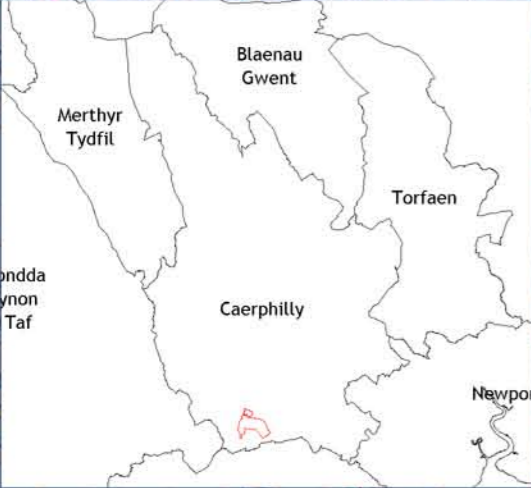 Blaenau
Gwent
Merthyr
Tydfil
Torfaen
ondda
ynon
Taf
Caerphilly
Newpor